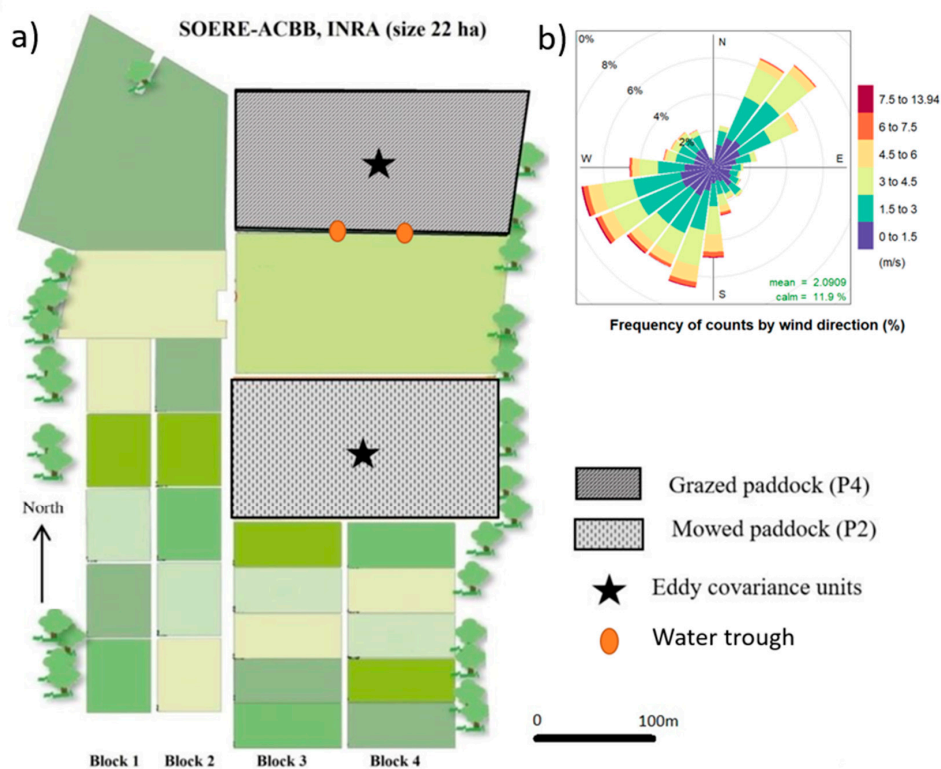 a)
SOERE-ACBB, INRA (size 22 ha)
b)
0%
8%
6%
4%
2%
N
W
E
S
mean = 2.0909
calm = 11.9 %
7.5 to 13.94
6 to 7.5
4.5 to 6
3 to 4.5
1.5 to 3
0 to 1.5
(m/s)
Frequency of counts by wind direction (%)
North
Grazed paddock (P4)
Mowed paddock (P2)
Eddy covariance units
Water trough
0 100m
Block 1 Block 2 Block 3 Block 4